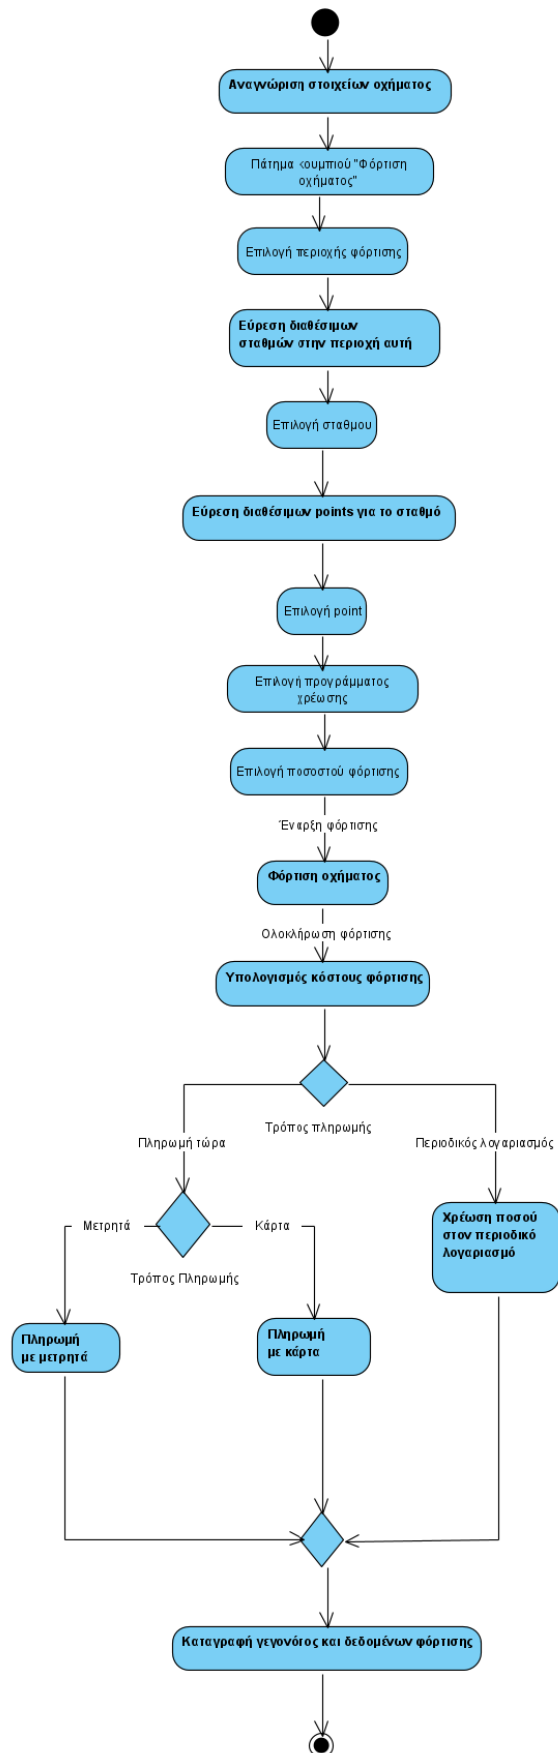 Αναγνώριση στοιχείων οχήματος
Πάτημα <ουμπιού "Φόρτιση
οχήματος"
Επιλογή περιοχής φόρτισης
Εύρεση διαθέσιμων
σταθμών στην περιοχή αυτή
Επιλογή σταθμου
Εύρεση διαθέσιμων points για το σταθμό
Επιλογή point
Επιλογή προγράμματος
χρέωσης
Επιλογή ποσοστού φόρτισης
Έναρξη φόρτισης
Φόρτιση οχήματος
Ολοκλήρωση φόρτισης
Υπολογισμός κόστους φόρτισης
Τρόπος πληρωμής
Πληρωμή τώρα
Περιοδικός λογαριασμός
Μετρητά
Κάρτα
Χρέωση ποσού
στον περιοδικό
λογαριασμό
Τρόπος Πληρωμής
Πληρωμή
με μετρητά
Πληρωμή
με κάρτα
Καταγραφή γεγονότος και δεδομένων φόρτισης